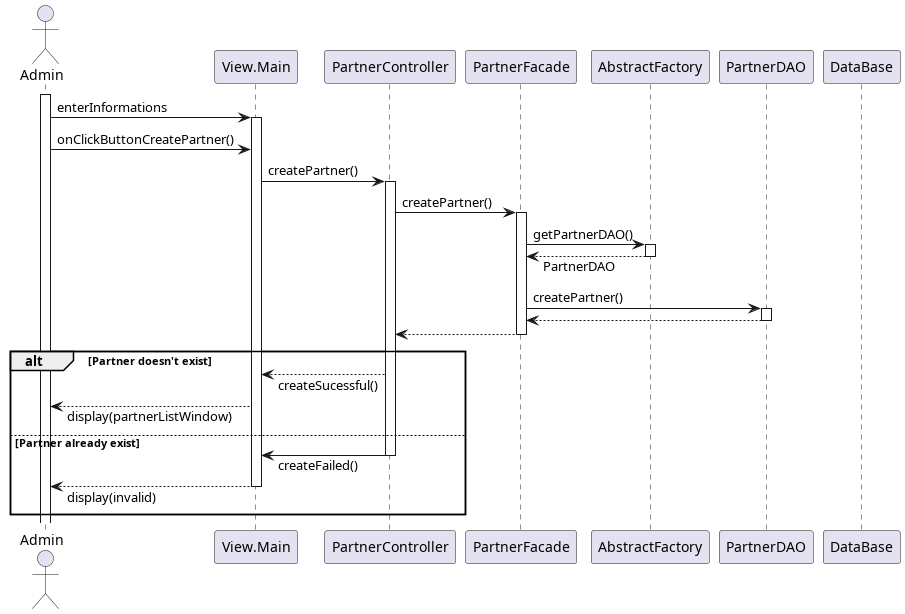 Admin
View.Main
PartnerController
PartnerFacade
AbstractFactory
PartnerDAO
DataBase
enterInformations
onClickButtonCreatePartner()
createPartner()
createPartner()
getPartnerDAO()
PartnerDAO
createPartner()
alt
[Partner doesn't exist]
createSucessful()
display(partnerListWindow)
[Partner already exist]
createFailed()
display(invalid)
Admin
View.Main
PartnerController
PartnerFacade
AbstractFactory
PartnerDAO
DataBase